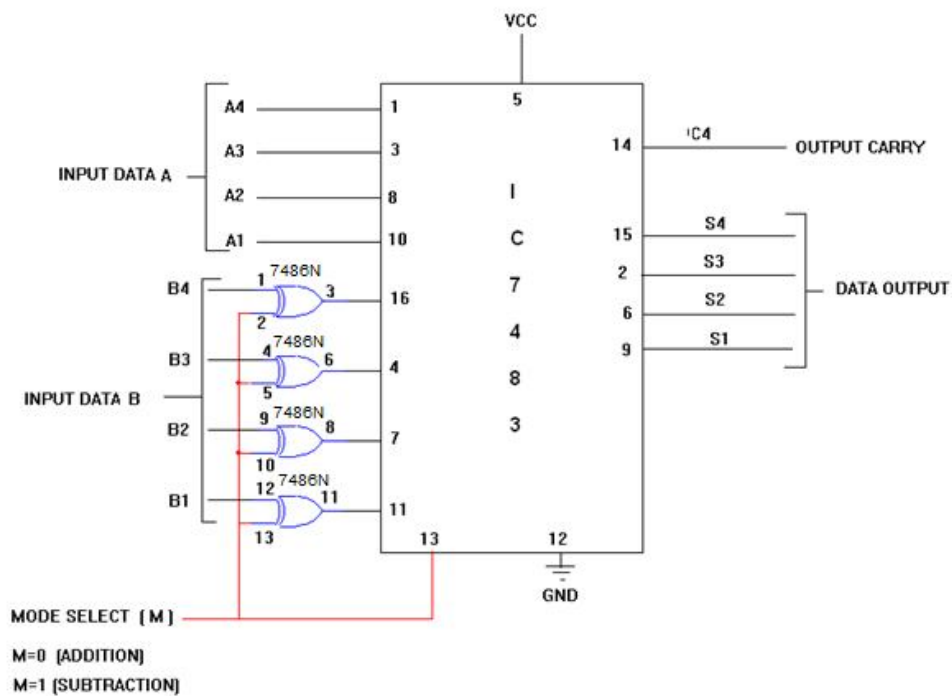 VCC
5
A4 1
A3 3
INPUT DATA A
A2 8
A1 10
14 'C4 OUTPUT CARRY
I
C
7
4
8
3
15 S4
2 S3
DATA OUTPUT
6 S2
9 S1
7486N
B4 1 3 16
2
7486N
B3 4 6 4
5
INPUT DATA B
7486N
B2 9 8 7
10
7486N
B1 12 11 11
13
13 12
GND
MODE SELECT (M)
M=0 (ADDITION)
M=1 (SUBTRACTION)